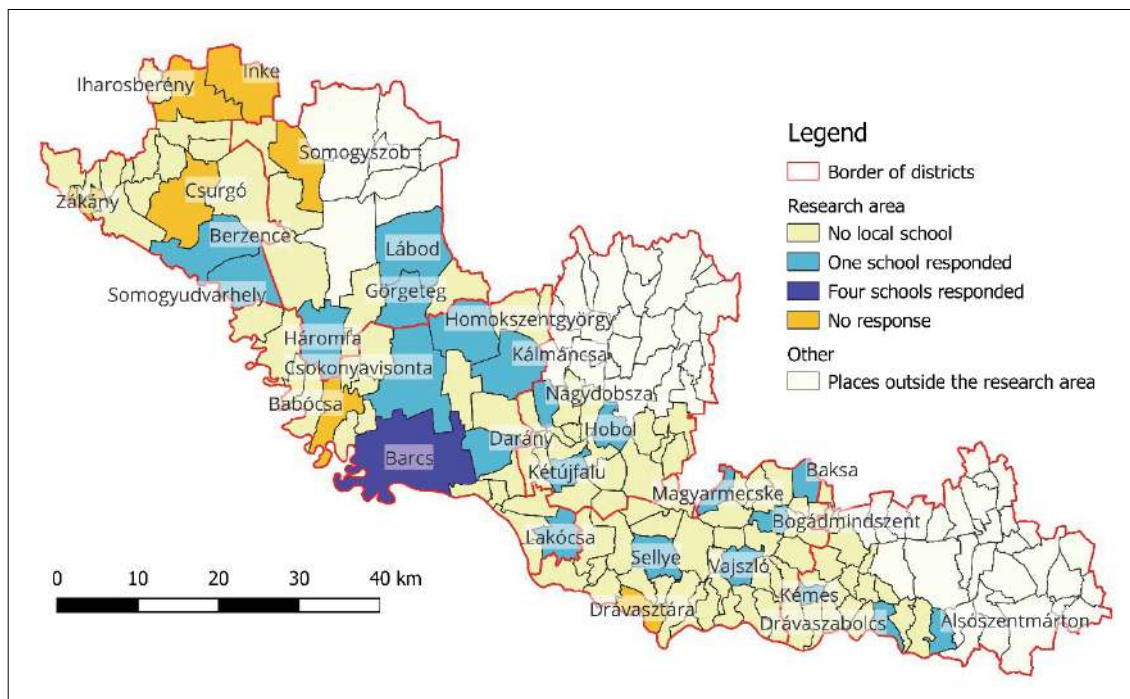 Inke
Iharosberény
Somogyszob
Csurgó
Zákány
Berzence
Lábod
Somogyudvarhely
Görgeteg
Homokszentgyörgy
Háromfa
Kálmáncsa
Csokonyavisonta
Nagydobsza
Babócsa
Hobol
Darány
Barcs
Kétújfalu
Baksa
Magyarmecske
Bogádmindszent
Lakócsa
Sellye
Vajszló
Kémes
Drávasztára
Drávaszabolcs
Alsószentmárton
Legend
Border of districts
Research area
No local school
One school responded
Four schools responded
No response
Other
Places outside the research area
0 10 20 30 40 km